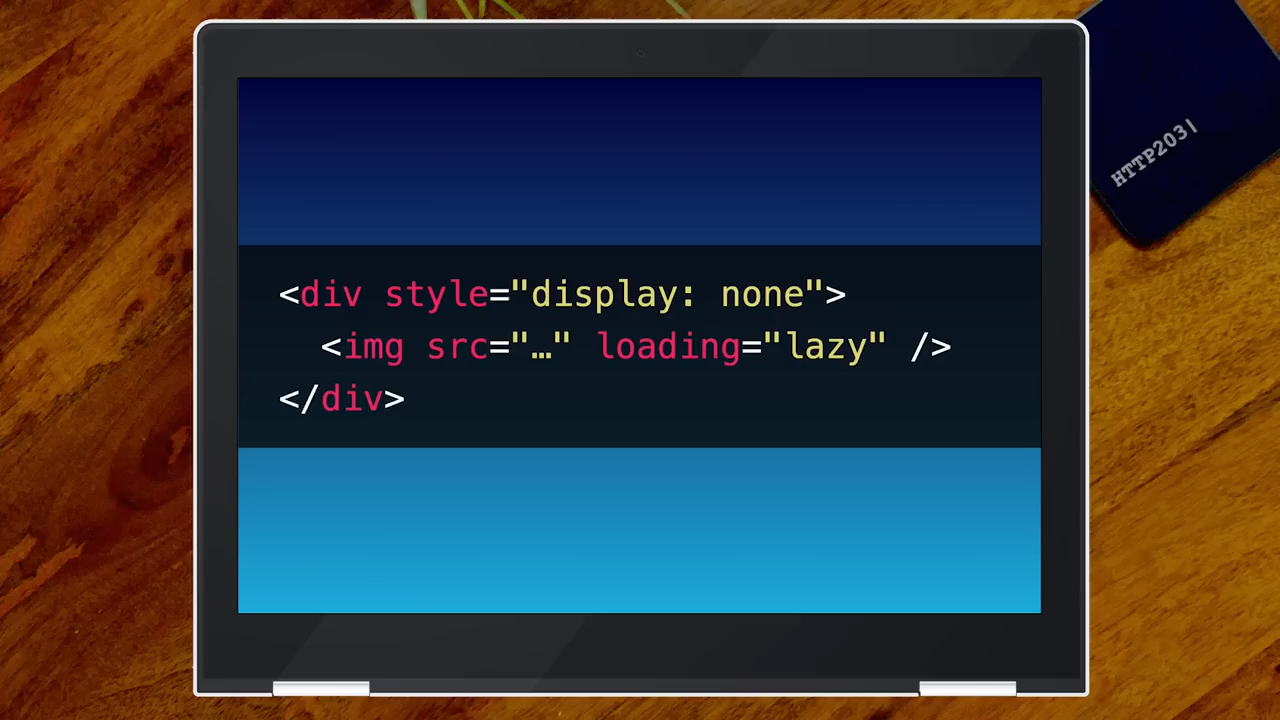 HTTP203|
<div style="display: none">
  <img src="…" loading="lazy" />
</div>